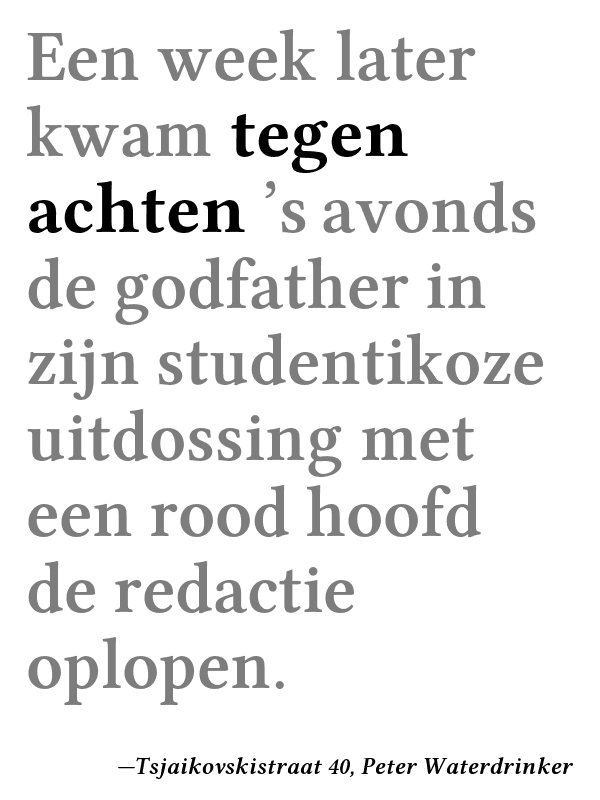 Een week later
kwam tegen
achten ’s avonds
de godfather in
zijn studentikoze
uitdossing met
een rood hoofd
de redactie
oplopen.
—Tsjaikovskistraat 40, Peter Waterdrinker